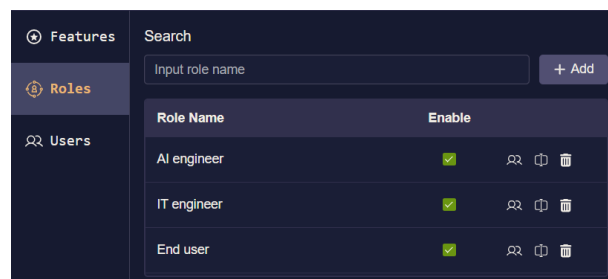 Features
Roles
Users
Search
Input role name
+ Add
Role Name Enable
AI engineer
IT engineer
End user